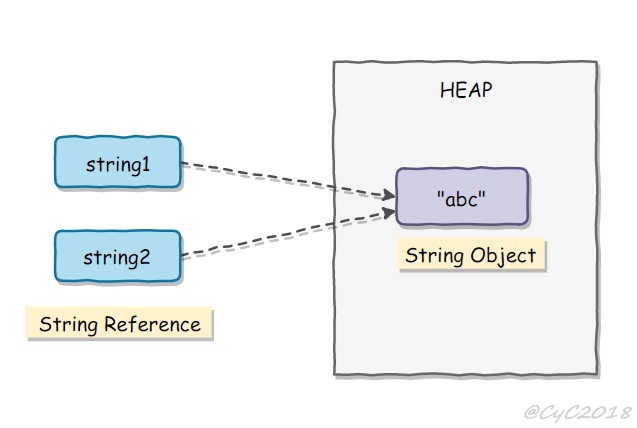 HEAP
string1
"abc"
string2
String Object
String Reference
@CyC2018